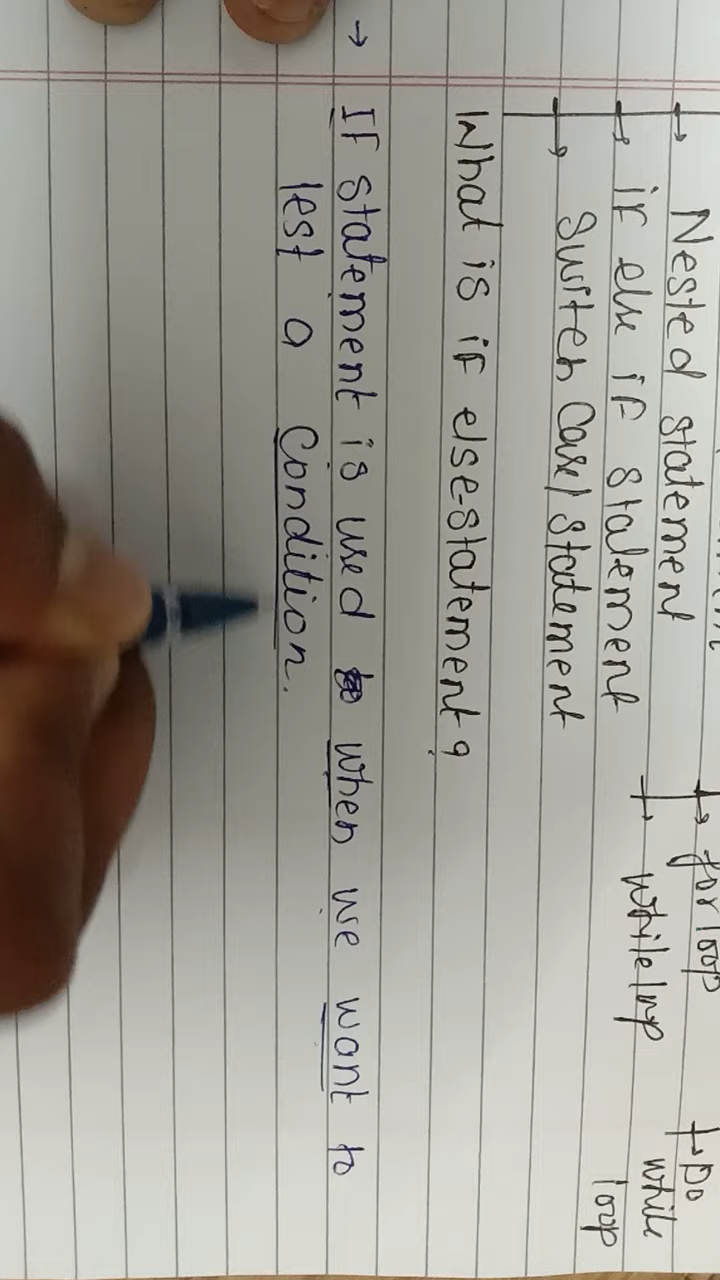 Nested statement
for loop
Do while loop
if else if statement
while loop
Switch Case/Statement
What is if else-statement?
→ If statement is used when we want to
test a Condition.